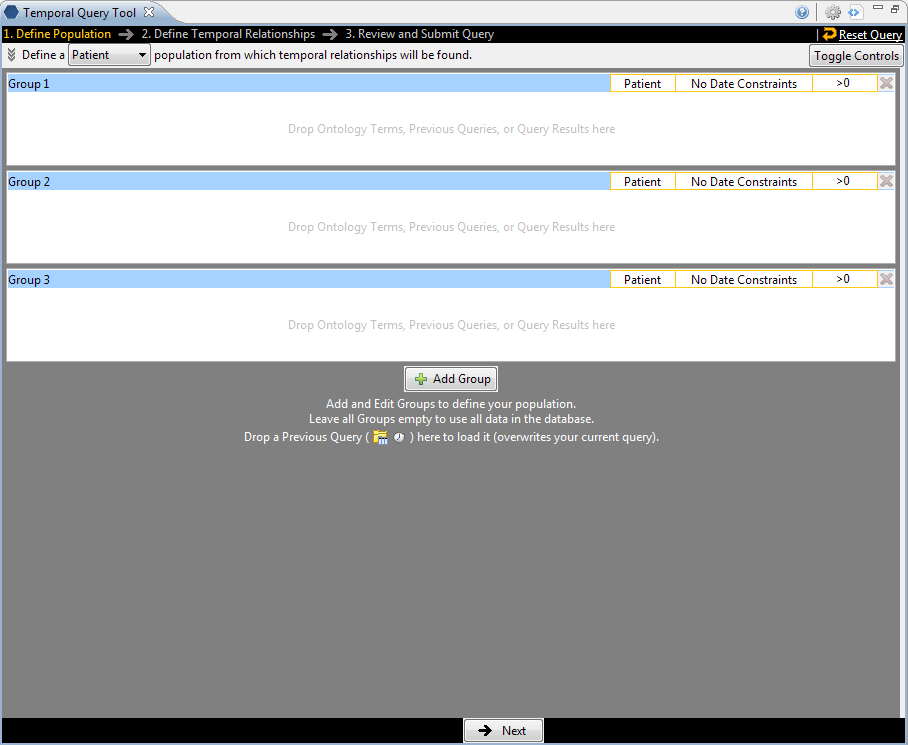 Temporal Query Tool
1. Define Population 2. Define Temporal Relationships 3. Review and Submit Query Reset Query
Define a Patient population from which temporal relationships will be found. Toggle Controls
Group 1 Patient No Date Constraints >0
Drop Ontology Terms, Previous Queries, or Query Results here
Group 2 Patient No Date Constraints >0
Drop Ontology Terms, Previous Queries, or Query Results here
Group 3 Patient No Date Constraints >0
Drop Ontology Terms, Previous Queries, or Query Results here
Add Group
Add and Edit Groups to define your population.
Leave all Groups empty to use all data in the database.
Drop a Previous Query ( ) here to load it (overwrites your current query).
Next